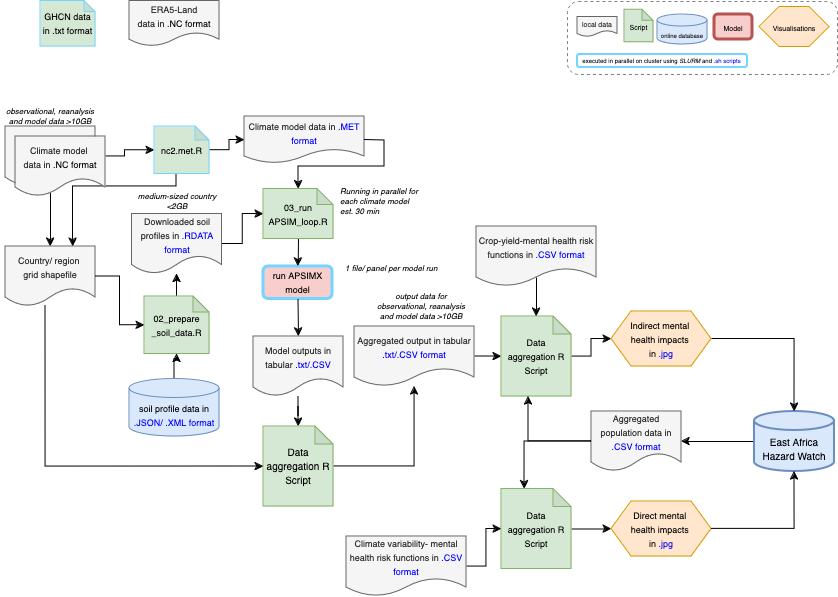 GHCN data
in .txt format
ERA5-Land
data in .NC format
local data
Script
online database
Model
Visualisations
executed in parallel on cluster using SLURM and .sh scripts
observational, reanalysis
and model data >10GB
Climate model
data in .NC format
nc2.met.R
Climate model data in .MET
format
medium-sized country
<2GB
Downloaded soil
profiles in .RDATA
format
03_run
APSIM_loop.R
Running in parallel for
each climate model
est. 30 min
Country/ region
grid shapefile
run APSIMX
model
1 file/ panel per model run
Crop-yield-mental health risk
functions in .CSV format
02_prepare
_soil_data.R
output data for
observational, reanalysis
and model data >10GB
Model outputs in
tabular .txt/.CSV
Aggregated output in tabular
.txt/.CSV format
Data
aggregation R
Script
Indirect mental
health impacts
in .jpg
soil profile data in
.JSON/ .XML format
Aggregated
population data in
.CSV format
East Africa
Hazard Watch
Data
aggregation R
Script
Climate variability- mental
health risk functions in .CSV
format
Data
aggregation R
Script
Direct mental
health impacts
in .jpg